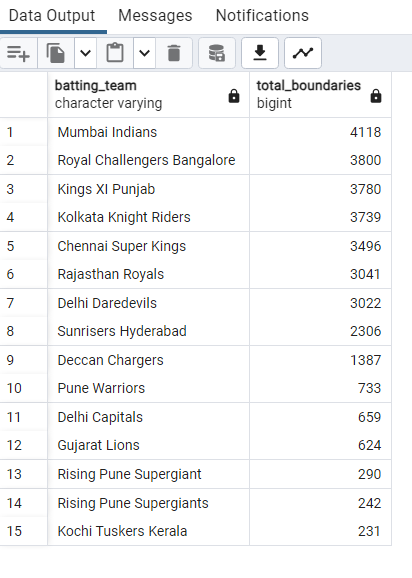 Data Output Messages Notifications
batting_team total_boundaries
character varying bigint
1 Mumbai Indians 4118
2 Royal Challengers Bangalore 3800
3 Kings XI Punjab 3780
4 Kolkata Knight Riders 3739
5 Chennai Super Kings 3496
6 Rajasthan Royals 3041
7 Delhi Daredevils 3022
8 Sunrisers Hyderabad 2306
9 Deccan Chargers 1387
10 Pune Warriors 733
11 Delhi Capitals 659
12 Gujarat Lions 624
13 Rising Pune Supergiant 290
14 Rising Pune Supergiants 242
15 Kochi Tuskers Kerala 231